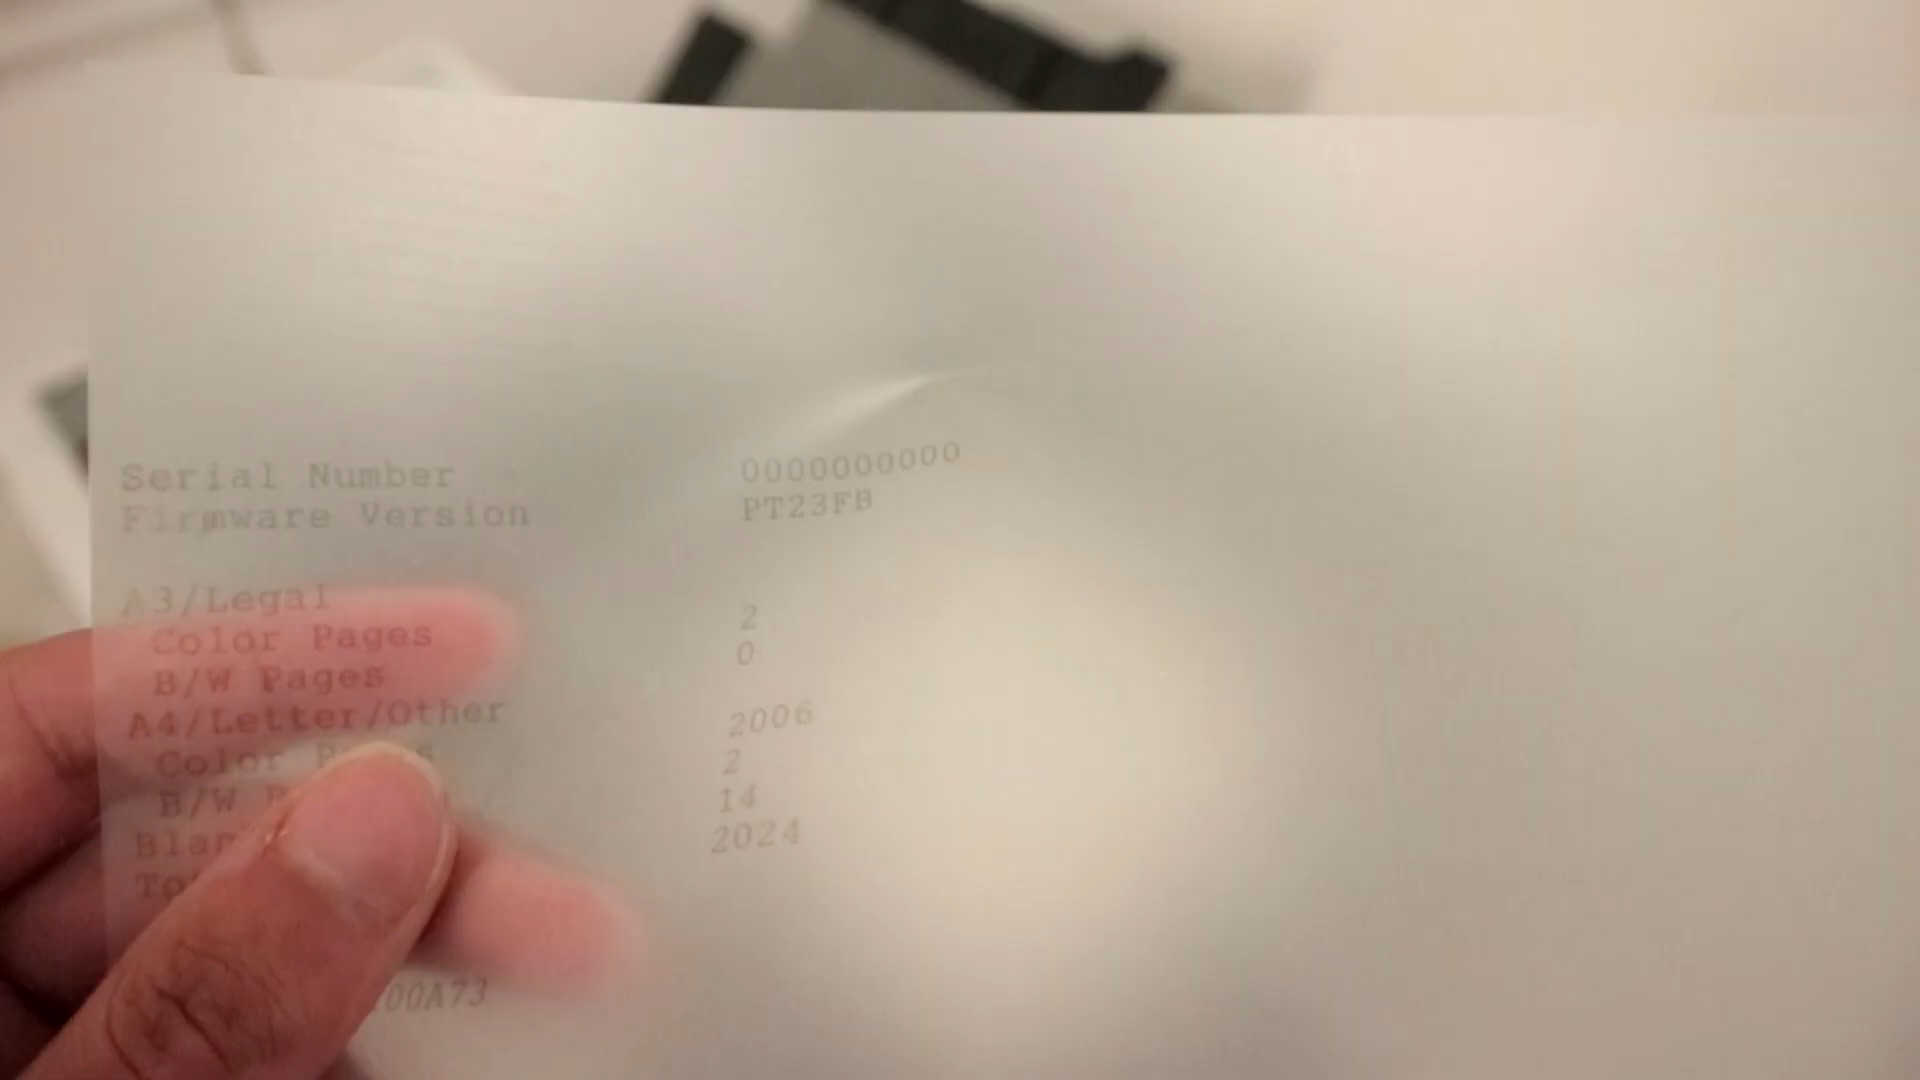 Serial Number 0000000000
Firmware Version PT23FB
A3/Legal
Color Pages 2
B/W Pages 0
A4/Letter/Other
Color 2006
B/W 2
14
2024
00A73